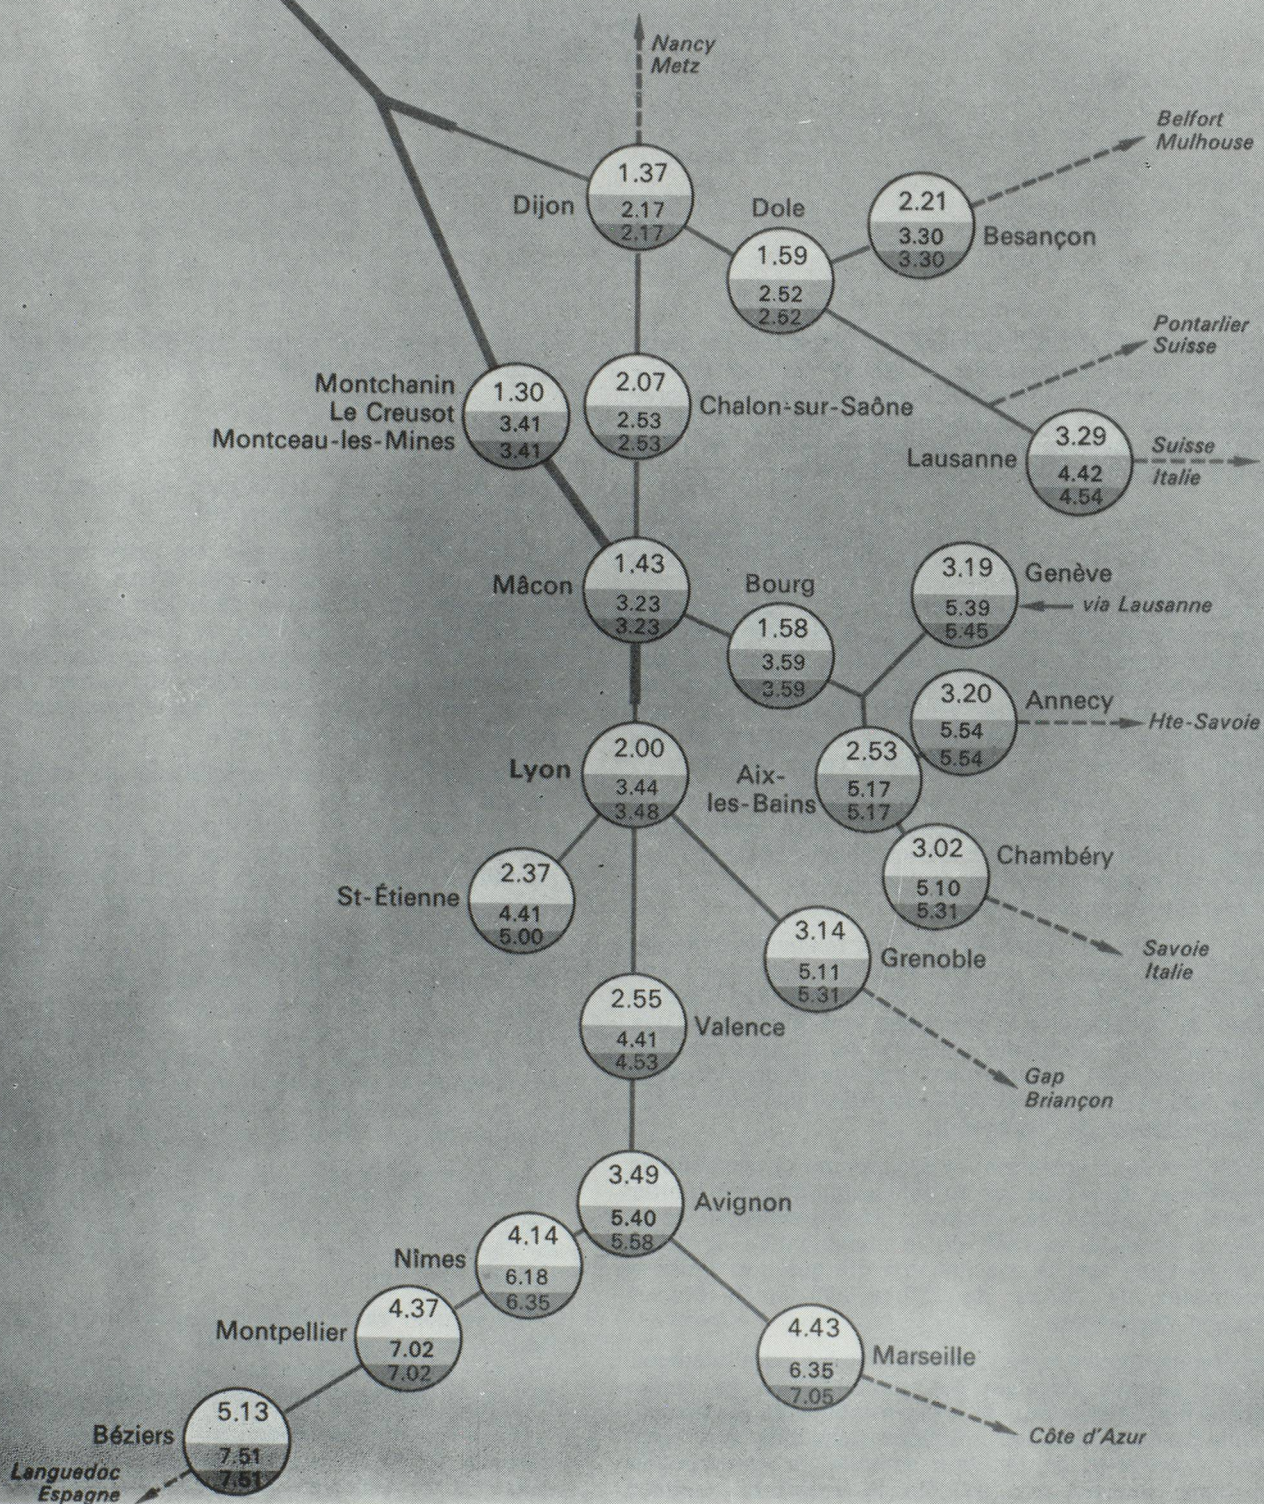 Nancy
Metz
Belfort
Mulhouse
Dijon
1.37
2.17
2.17
Dole
1.59
2.52
2.52
2.21
3.30
3.30
Besançon
Pontarlier
Suisse
Montchanin
Le Creusot
Montceau-les-Mines
1.30
3.41
3.41
2.07
2.53
2.53
Chalon-sur-Saône
Lausanne
3.29
4.42
4.54
Suisse
Italie
Mâcon
1.43
3.23
3.23
Bourg
1.58
3.59
3.59
3.19
5.39
5.45
Genève
via Lausanne
3.20
5.54
5.54
Annecy
Hte-Savoie
Lyon
2.00
3.44
3.48
Aix-
les-Bains
2.53
5.17
5.17
3.02
5.10
5.31
Chambéry
Savoie
Italie
St-Étienne
2.37
4.41
5.00
3.14
5.11
5.31
Grenoble
Gap
Briançon
2.55
4.41
4.53
Valence
3.49
5.40
5.58
Avignon
Nîmes
4.14
6.18
6.35
Montpellier
4.37
7.02
7.02
4.43
6.35
7.05
Marseille
Côte d'Azur
Béziers
5.13
7.51
7.51
Languedoc
Espagne